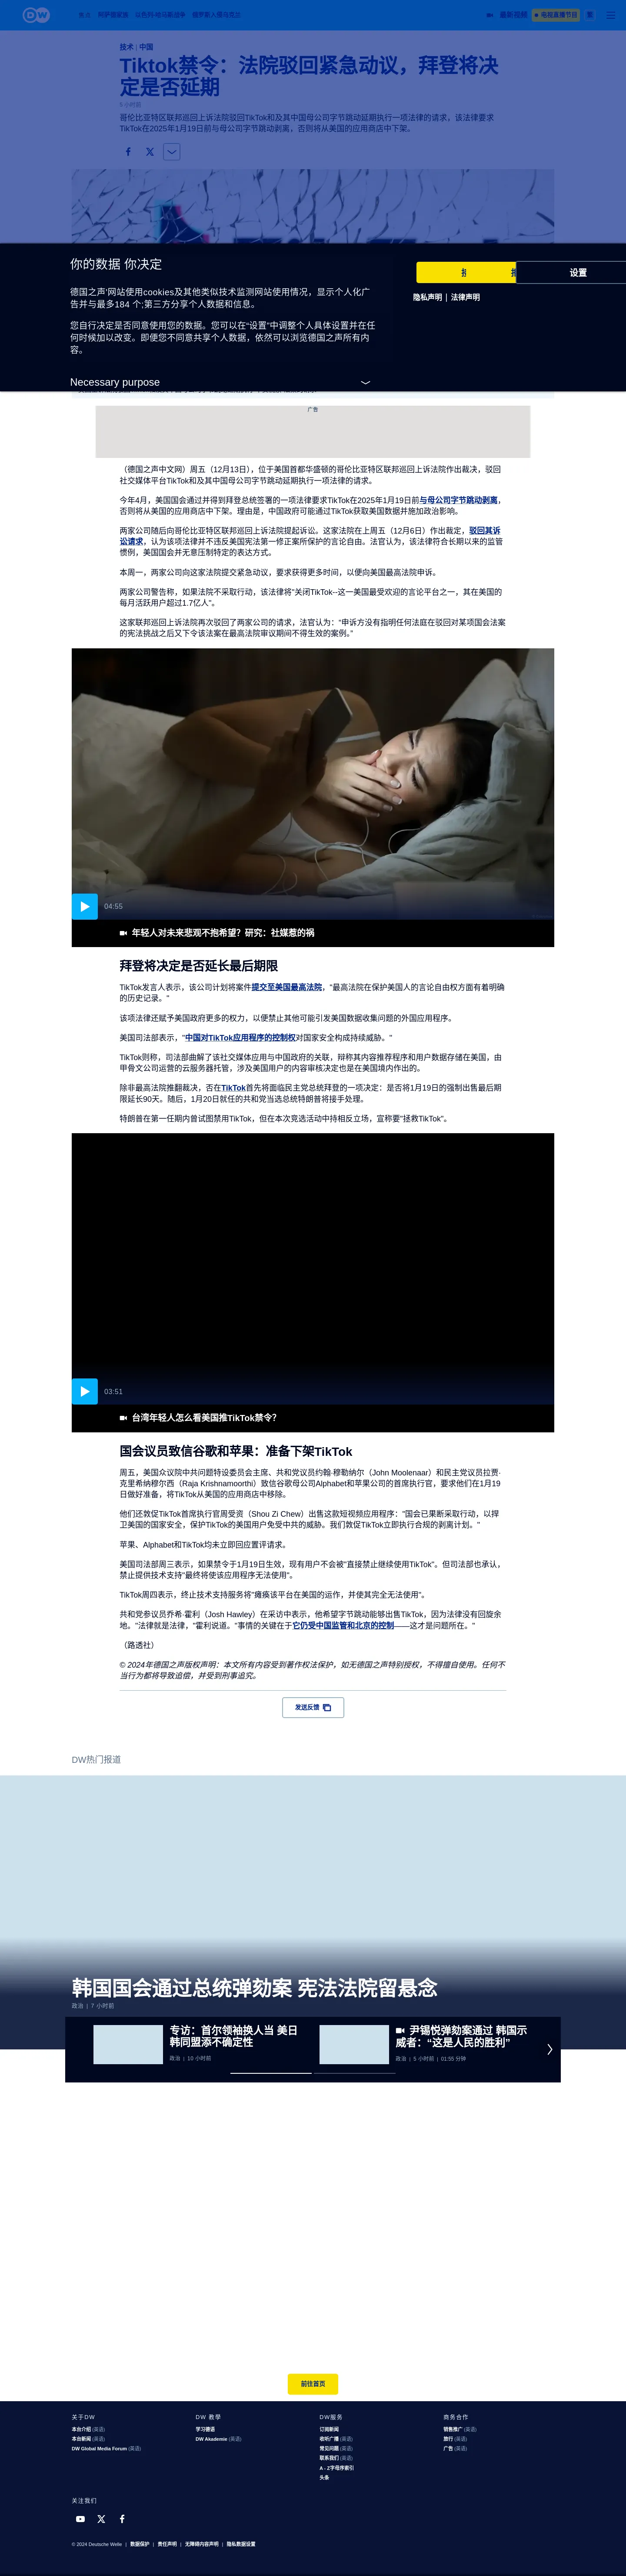 DW
焦点
阿萨德家族
以色列-哈马斯战争
俄罗斯入侵乌克兰
最新视频
电视直播节目
繁
技术 | 中国
Tiktok禁令：法院驳回紧急动议，拜登将决
定是否延期
5 小时前
哥伦比亚特区联邦巡回上诉法院驳回TikTok和及其中国母公司字节跳动延期执行一项法律的请求，该法律要求
TikTok在2025年1月19日前与母公司字节跳动剥离，否则将从美国的应用商店中下架。
你的数据 你决定
设置
隐私声明 | 法律声明
德国之声'网站使用cookies及其他类似技术监测网站使用情况，显示个人化广
告并与最多184 个;第三方分享个人数据和信息。
您自行决定是否同意使用您的数据。您可以在"设置"中调整个人具体设置并在任
何时候加以改变。即便您不同意共享个人数据，依然可以浏览德国之声所有内
容。
Necessary purpose
广告
（德国之声中文网）周五（12月13日），位于美国首都华盛顿的哥伦比亚特区联邦巡回上诉法院作出裁决，驳回
社交媒体平台TikTok和及其中国母公司字节跳动延期执行一项法律的请求。
今年4月，美国国会通过并得到拜登总统签署的一项法律要求TikTok在2025年1月19日前与母公司字节跳动剥离，
否则将从美国的应用商店中下架。理由是，中国政府可能通过TikTok获取美国数据并施加政治影响。
两家公司随后向哥伦比亚特区联邦巡回上诉法院提起诉讼。这家法院在上周五（12月6日）作出裁定，驳回其诉
讼请求，认为该项法律并不违反美国宪法第一修正案所保护的言论自由。法官认为，该法律符合长期以来的监管
惯例，美国国会并无意压制特定的表达方式。
本周一，两家公司向这家法院提交紧急动议，要求获得更多时间，以便向美国最高法院申诉。
两家公司警告称，如果法院不采取行动，该法律将"关闭TikTok--这一美国最受欢迎的言论平台之一，其在美国的
每月活跃用户超过1.7亿人"。
这家联邦巡回上诉法院再次驳回了两家公司的请求，法官认为："申诉方没有指明任何法庭在驳回对某项国会法案
的宪法挑战之后又下令该法案在最高法院审议期间不得生效的案例。"
04:55
年轻人对未来悲观不抱希望？研究：社媒惹的祸
拜登将决定是否延长最后期限
TikTok发言人表示，该公司计划将案件提交至美国最高法院，"最高法院在保护美国人的言论自由权方面有着明确
的历史记录。"
该项法律还赋予美国政府更多的权力，以便禁止其他可能引发美国数据收集问题的外国应用程序。
美国司法部表示，"中国对TikTok应用程序的控制权对国家安全构成持续威胁。"
TikTok则称，司法部曲解了该社交媒体应用与中国政府的关联，辩称其内容推荐程序和用户数据存储在美国，由
甲骨文公司运营的云服务器托管，涉及美国用户的内容审核决定也是在美国境内作出的。
除非最高法院推翻裁决，否在TikTok首先将面临民主党总统拜登的一项决定：是否将1月19日的强制出售最后期
限延长90天。随后，1月20日就任的共和党当选总统特朗普将接手处理。
特朗普在第一任期内曾试图禁用TikTok，但在本次竞选活动中持相反立场，宣称要"拯救TikTok"。
03:51
台湾年轻人怎么看美国推TikTok禁令？
国会议员致信谷歌和苹果：准备下架TikTok
周五，美国众议院中共问题特设委员会主席、共和党议员约翰·穆勒纳尔（John Moolenaar）和民主党议员拉贾·
克里希纳穆尔西（Raja Krishnamoorthi）致信谷歌母公司Alphabet和苹果公司的首席执行官，要求他们在1月19
日做好准备，将TikTok从美国的应用商店中移除。
他们还敦促TikTok首席执行官周受资（Shou Zi Chew）出售这款短视频应用程序："国会已果断采取行动，以捍
卫美国的国家安全，保护TikTok的美国用户免受中共的威胁。我们敦促TikTok立即执行合规的剥离计划。"
苹果、Alphabet和TikTok均未立即回应置评请求。
美国司法部周三表示，如果禁令于1月19日生效，现有用户不会被"直接禁止继续使用TikTok"。但司法部也承认，
禁止提供技术支持"最终将使该应用程序无法使用"。
TikTok周四表示，终止技术支持服务将"瘫痪该平台在美国的运作，并使其完全无法使用"。
共和党参议员乔希·霍利（Josh Hawley）在采访中表示，他希望字节跳动能够出售TikTok，因为法律没有回旋余
地。"法律就是法律，"霍利说道。"事情的关键在于它仍受中国监管和北京的控制——这才是问题所在。"
（路透社）
© 2024年德国之声版权声明：本文所有内容受到著作权法保护，如无德国之声特别授权，不得擅自使用。任何不
当行为都将导致追偿，并受到刑事追究。
发送反馈
DW热门报道
韩国国会通过总统弹劾案 宪法法院留悬念
政治 | 7 小时前
专访：首尔领袖换人当 美日
韩同盟添不确定性
政治 | 10 小时前
尹锡悦弹劾案通过 韩国示
威者：“这是人民的胜利”
政治 | 5 小时前 | 01:55 分钟
前往首页
关于DW
本台介绍 (英语)
本台新闻 (英语)
DW Global Media Forum (英语)
DW 教學
学习德语
DW Akademie (英语)
DW服务
订阅新闻
收听广播 (英语)
常见问题 (英语)
联系我们 (英语)
A - Z字母序索引
头条
商务合作
销售推广 (英语)
旅行 (英语)
广告 (英语)
关注我们
© 2024 Deutsche Welle | 数据保护 | 责任声明 | 无障碍内容声明 | 隐私数据设置